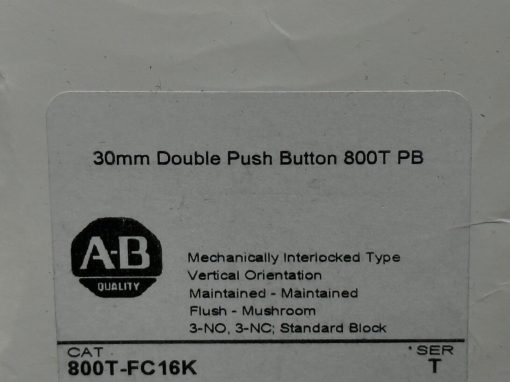 30mm Double Push Button 800T PB
A-B
QUALITY
Mechanically Interlocked Type
Vertical Orientation
Maintained - Maintained
Flush - Mushroom
3-NO, 3-NC; Standard Block
CAT
*SER
800T-FC16K
T